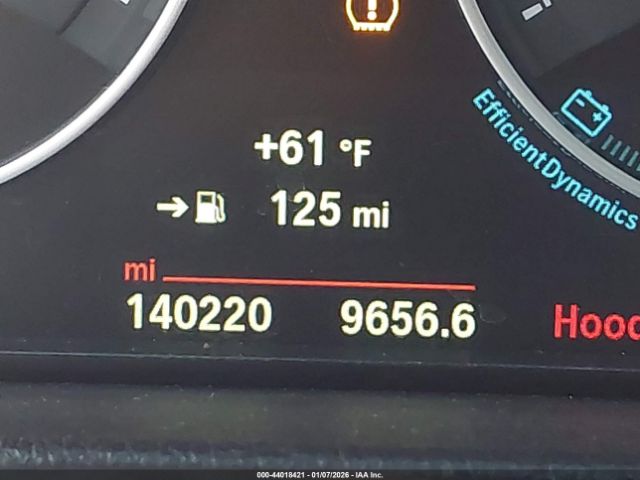 +61 °F
EfficientDynamics
→ 125 mi
mi
140220 9656.6 Hood
000-44018421 - 01/07/2026 - IAA Inc.